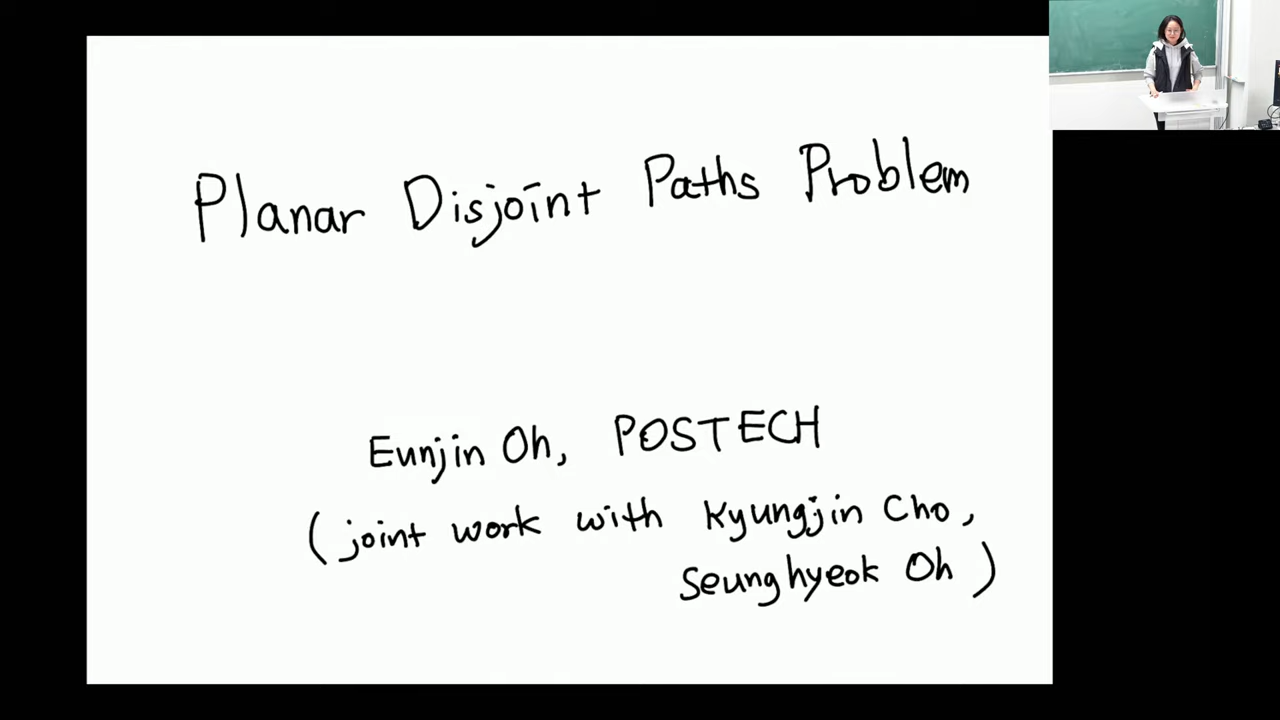 Planar Disjoint Paths Problem
Eunjin Oh, POSTECH
(joint work with Kyungjin Cho,
Seunghyeok Oh)